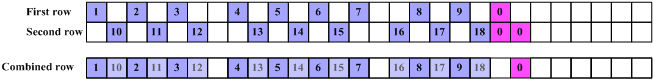 First row 1 2 3 4 5 6 7 8 9 0
Second row 10 11 12 13 14 15 16 17 18 0 0
Combined row 1 10 2 11 3 12 4 13 5 14 6 15 7 16 8 17 9 18 0